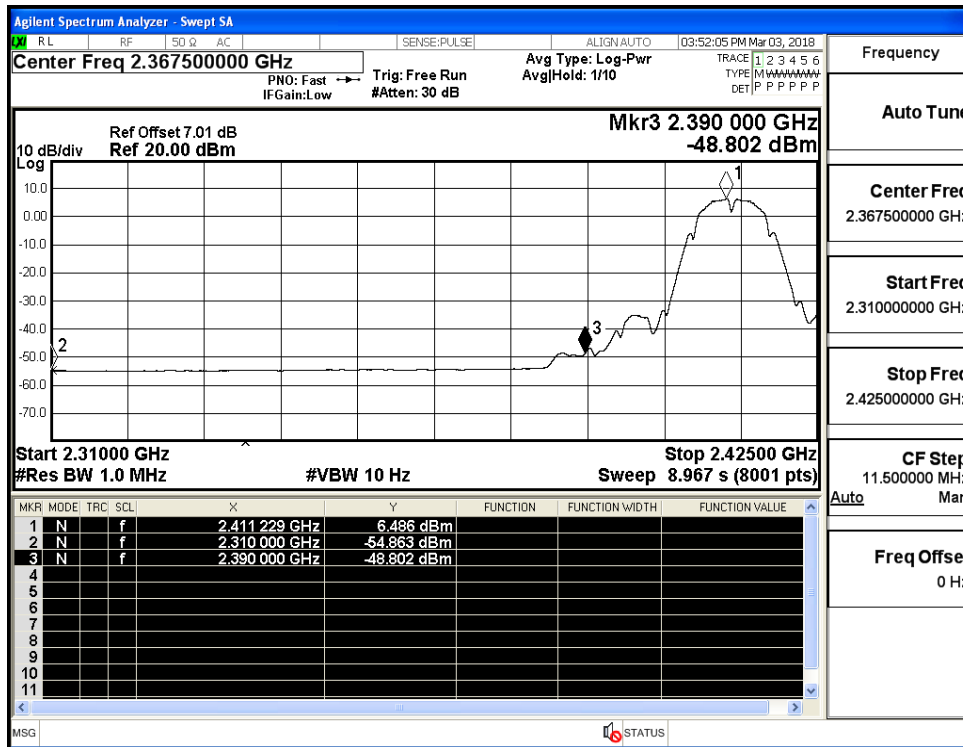 Agilent Spectrum Analyzer - Swept SA
LXI RL RF 50 Ω AC SENSE:PULSE ALIGN AUTO 03:52:05 PM Mar 03, 2018
Center Freq 2.367500000 GHz Avg Type: Log-Pwr TRACE 1 2 3 4 5 6
PNO: Fast Trig: Free Run Avg|Hold: 1/10 TYPE M
IFGain:Low #Atten: 30 dB DET P P P P P P
Ref Offset 7.01 dB Mkr3 2.390 000 GHz
10 dB/div Ref 20.00 dBm -48.802 dBm
Log
10.0
0.00
-10.0
-20.0
-30.0
-40.0
-50.0
-60.0
-70.0
1
2
3
Start 2.31000 GHz Stop 2.42500 GHz
#Res BW 1.0 MHz #VBW 10 Hz Sweep 8.967 s (8001 pts)
MKR MODE TRC SCL X Y FUNCTION FUNCTION WIDTH FUNCTION VALUE
1 N f 2.411 229 GHz 6.486 dBm
2 N f 2.310 000 GHz -54.863 dBm
3 N f 2.390 000 GHz -48.802 dBm
4
5
6
7
8
9
10
11
MSG STATUS
Frequency
Auto Tune
Center Freq
2.367500000 GHz
Start Freq
2.310000000 GHz
Stop Freq
2.425000000 GHz
CF Step
11.500000 MHz
Auto Man
Freq Offset
0 Hz